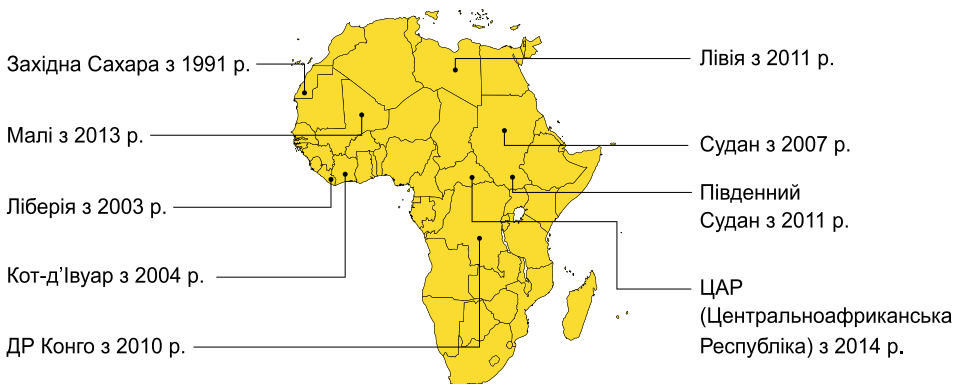 Західна Сахара з 1991 р.
Малі з 2013 р.
Ліберія з 2003 р.
Кот-д’Івуар з 2004 р.
ДР Конго з 2010 р.
Лівія з 2011 р.
Судан з 2007 р.
Південний
Судан з 2011 р.
ЦАР
(Центральноафриканська
Республіка) з 2014 р.